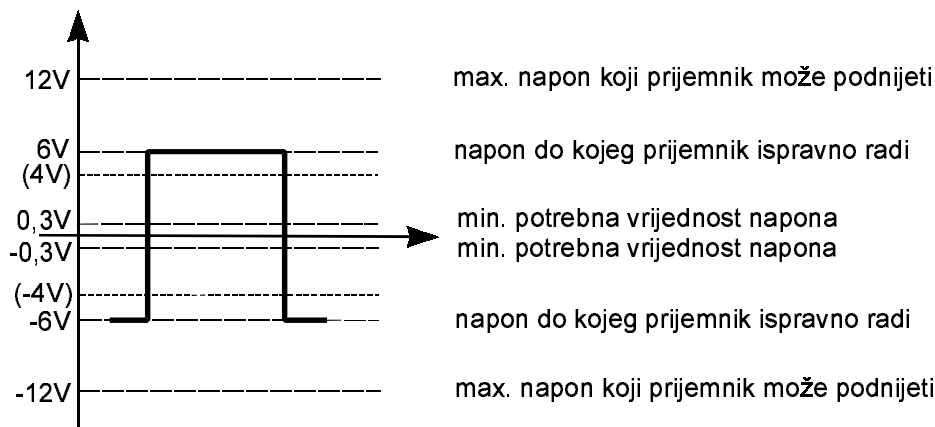 12V max. napon koji prijemnik može podnijeti
6V napon do kojeg prijemnik ispravno radi
(4V)
0,3V min. potrebna vrijednost napona
-0,3V min. potrebna vrijednost napona
(-4V)
-6V napon do kojeg prijemnik ispravno radi
-12V max. napon koji prijemnik može podnijeti